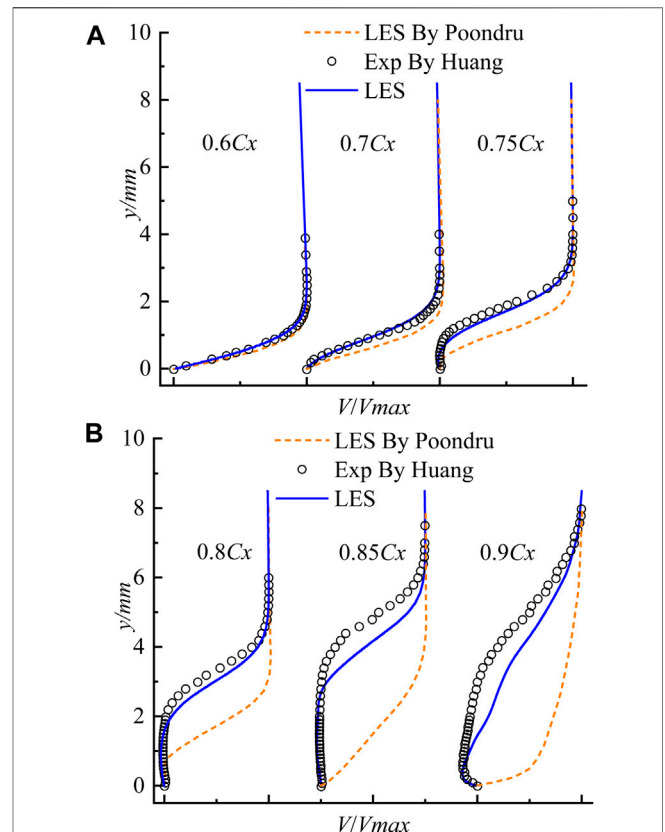 A
LES By Poondru
Exp By Huang
LES
10
8
6
4
2
0
y/mm
0.6Cx
0.7Cx
0.75Cx
V/Vmax
B
LES By Poondru
Exp By Huang
LES
10
8
6
4
2
0
y/mm
0.8Cx
0.85Cx
0.9Cx
V/Vmax